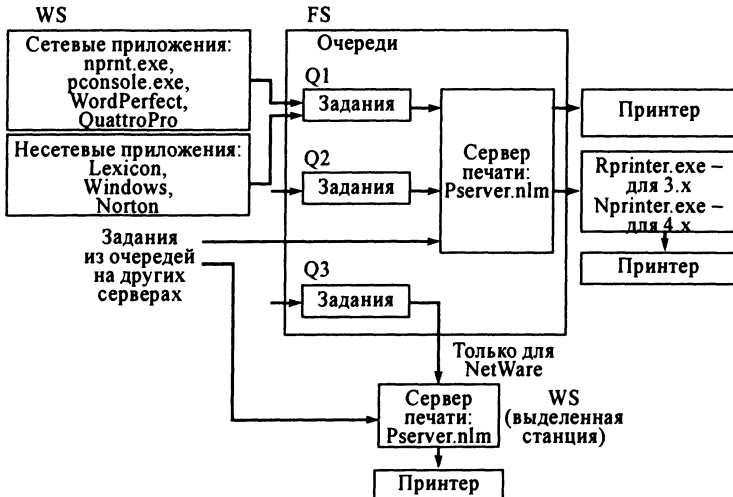 WS
FS
Сетевые приложения:
nprnt.exe,
pconsole.exe,
WordPerfect,
QuattroPro
Несетевые приложения:
Lexicon,
Windows,
Norton
Задания
из очередей
на других
серверах
Очереди
Q1
Задания
Q2
Задания
Q3
Задания
Сервер
печати:
Pserver.nlm
Принтер
Rprinter.exe –
для 3.x
Nprinter.exe –
для 4.x
Принтер
Только для
NetWare
Сервер
печати:
Pserver.nlm
WS
(выделенная
станция)
Принтер